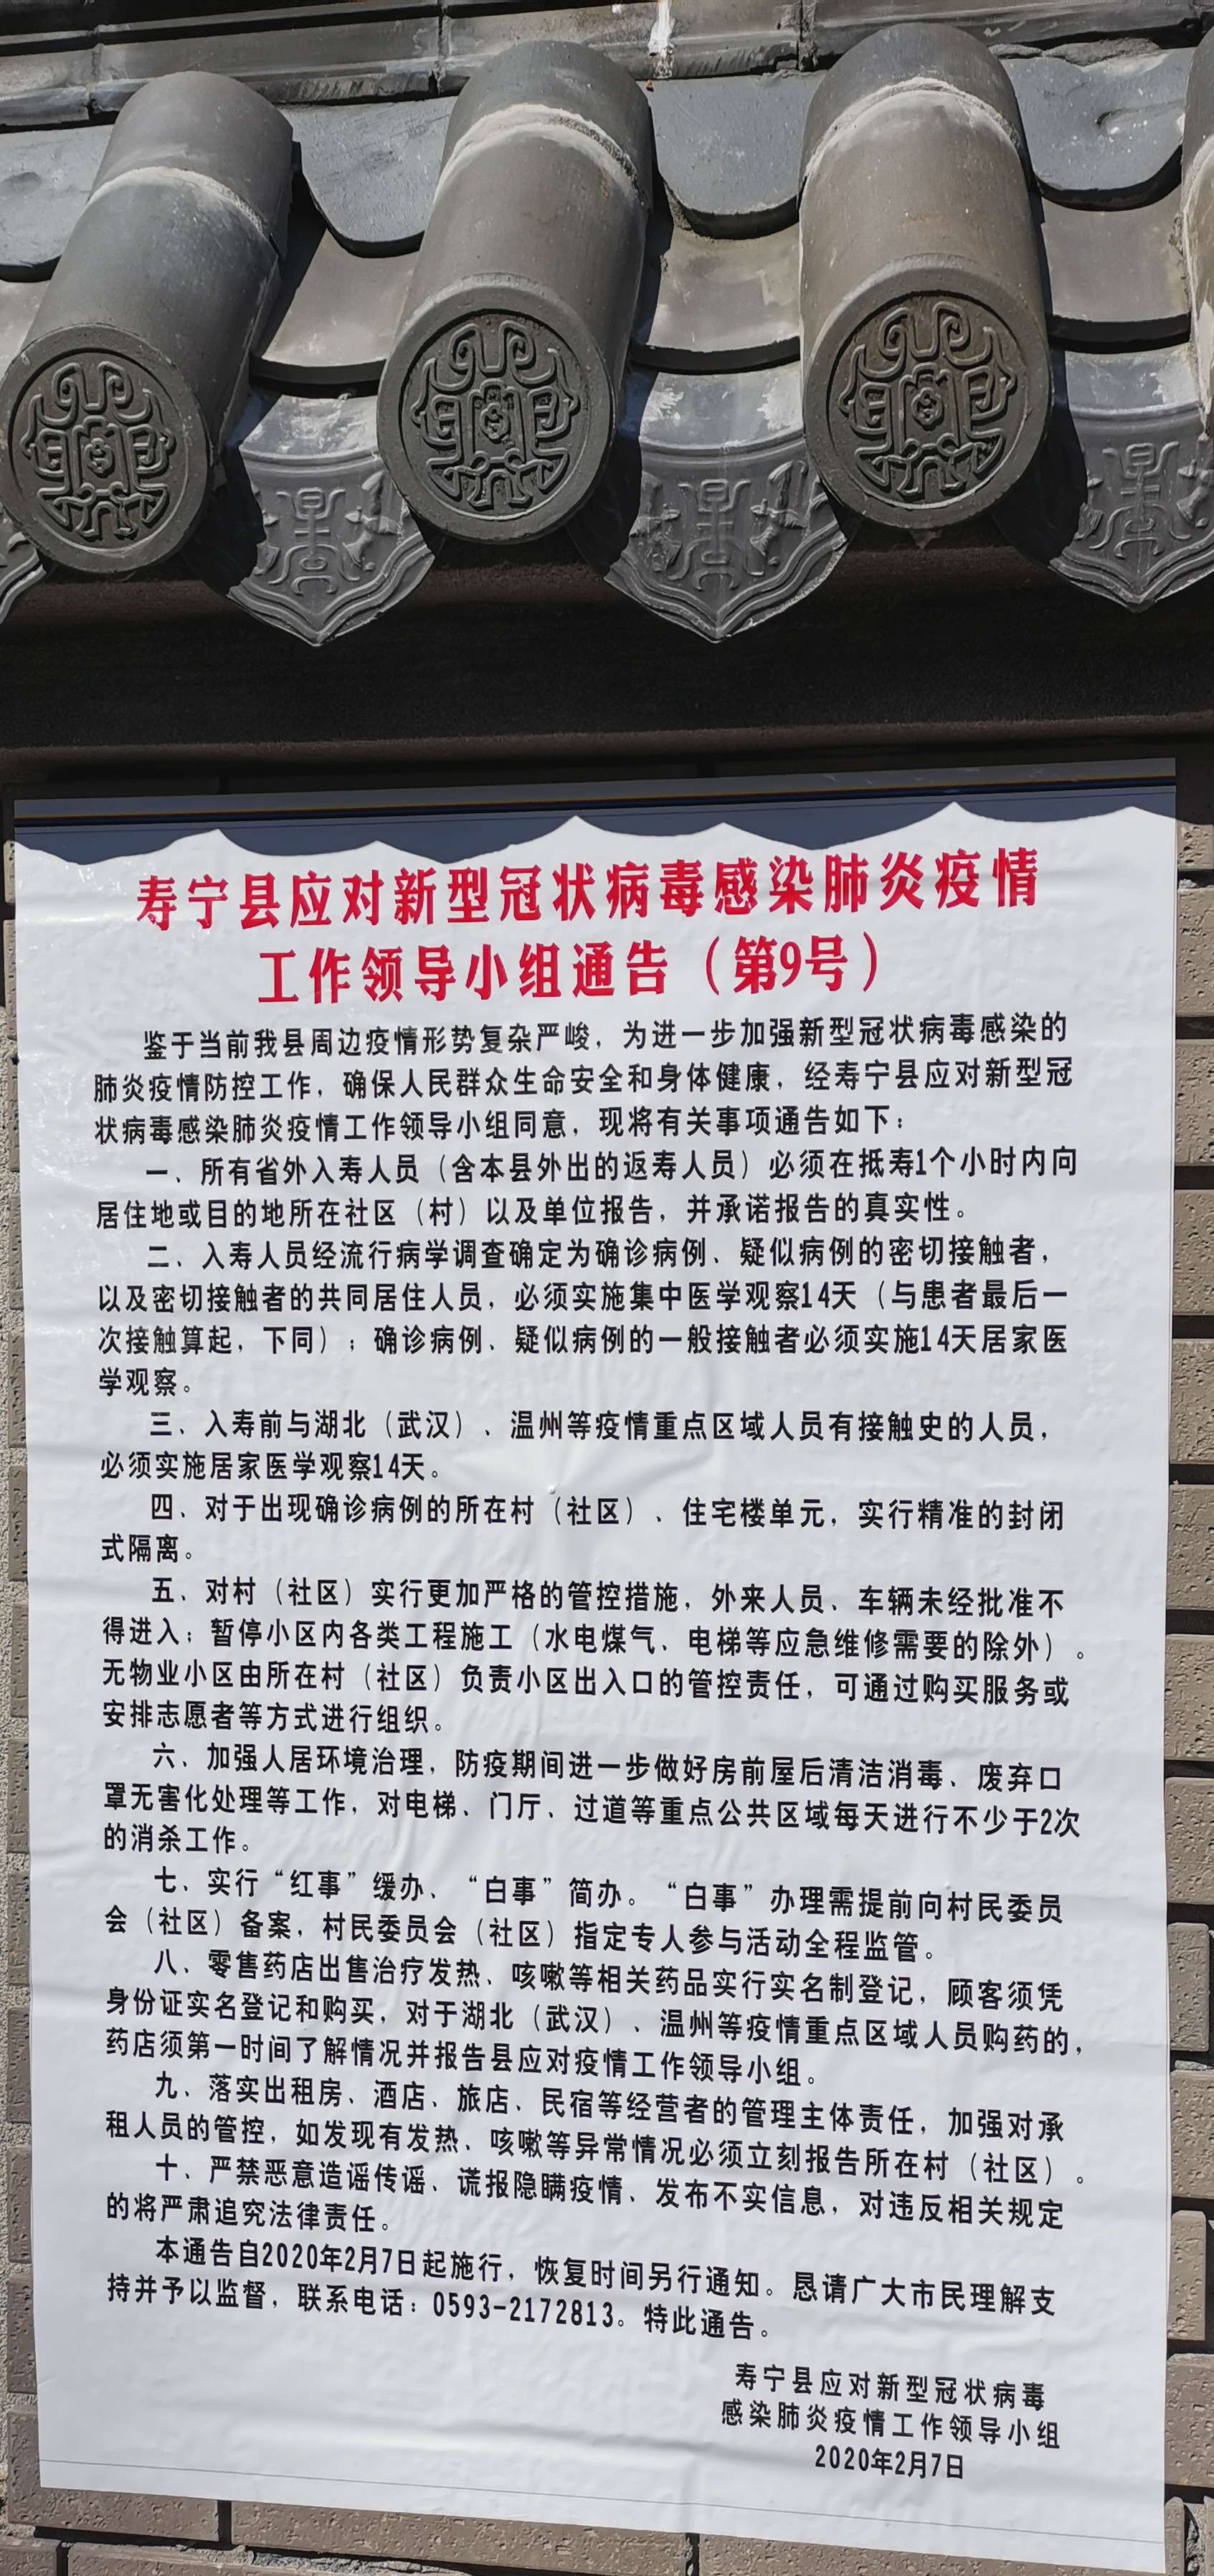 寿宁县应对新型冠状病毒感染肺炎疫情
工作领导小组通告（第9号）
鉴于当前我县周边疫情形势复杂严峻，为进一步加强新型冠状病毒感染的
肺炎疫情防控工作，确保人民群众生命安全和身体健康，经寿宁县应对新型冠
状病毒感染肺炎疫情工作领导小组同意，现将有关事项通告如下：
一、所有省外入寿人员（含本县外出的返寿人员）必须在抵寿1个小时内向
居住地或目的地所在社区（村）以及单位报告，并承诺报告的真实性。
二、入寿人员经流行病学调查确定为确诊病例、疑似病例的密切接触者，
以及密切接触者的共同居住人员，必须实施集中医学观察14天（与患者最后一
次接触算起，下同）；确诊病例、疑似病例的一般接触者必须实施14天居家医
学观察。
三、入寿前与湖北（武汉）、温州等疫情重点区域人员有接触史的人员，
必须实施居家医学观察14天。
四、对于出现确诊病例的所在村（社区）、住宅楼单元，实行精准的封闭
式隔离。
五、对村（社区）实行更加严格的管控措施，外来人员、车辆未经批准不
得进入；暂停小区内各类工程施工（水电煤气、电梯等应急维修需要的除外）。
无物业小区由所在村（社区）负责小区出入口的管控责任，可通过购买服务或
安排志愿者等方式进行组织。
六、加强人居环境治理，防疫期间进一步做好房前屋后清洁消毒、废弃口
罩无害化处理等工作，对电梯、门厅、过道等重点公共区域每天进行不少于2次
的消杀工作。
七、实行“红事”缓办、“白事”简办。“白事”办理需提前向村民委员
会（社区）备案，村民委员会（社区）指定专人参与活动全程监管。
八、零售药店出售治疗发热、咳嗽等相关药品实行实名制登记，顾客须凭
身份证实名登记和购买，对于湖北（武汉）、温州等疫情重点区域人员购药的，
药店须第一时间了解情况并报告县应对疫情工作领导小组。
九、落实出租房、酒店、旅店、民宿等经营者的管理主体责任，加强对承
租人员的管控，如发现有发热、咳嗽等异常情况必须立刻报告所在村（社区）。
十、严禁恶意造谣传谣、谎报隐瞒疫情、发布不实信息，对违反相关规定
的将严肃追究法律责任。
本通告自2020年2月7日起施行，恢复时间另行通知。恳请广大市民理解支
持并予以监督，联系电话：0593-2172813。特此通告。
寿宁县应对新型冠状病毒
感染肺炎疫情工作领导小组
2020年2月7日